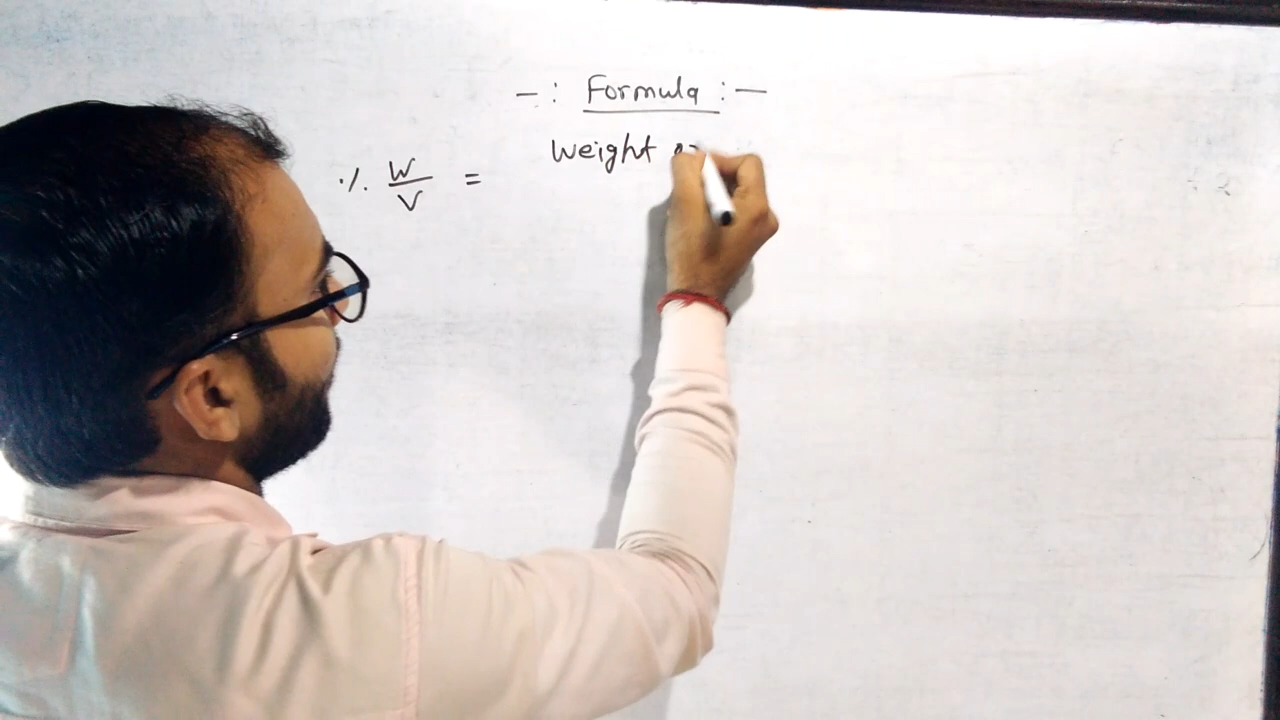 -: Formula :-
Weight
% W/V =